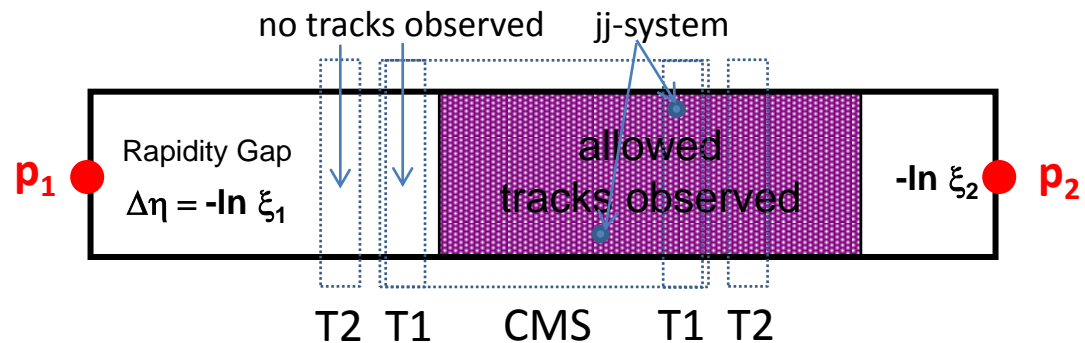 no tracks observed jj-system
Rapidity Gap
Δη = -ln ξ₁
p₁
allowed
tracks observed
-ln ξ₂
p₂
T2 T1 CMS T1 T2